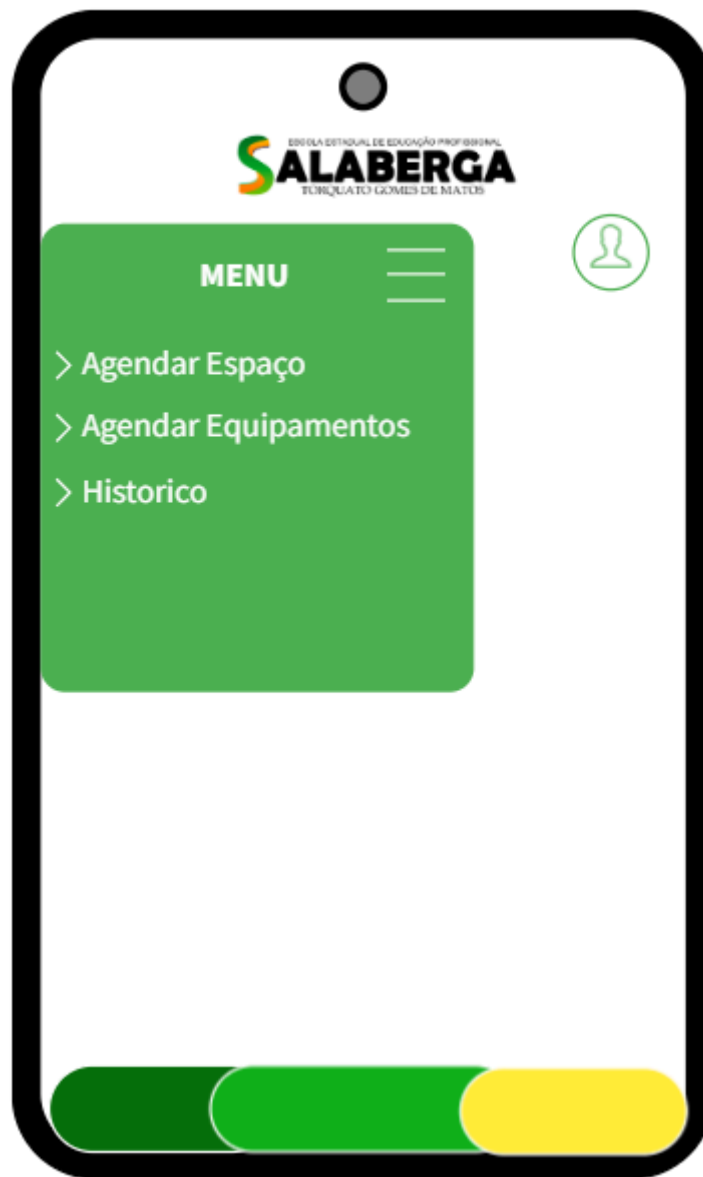 ESCOLA ESTADUAL DE EDUCAÇÃO PROFISSIONAL
SALABERGA
TORQUATO GOMES DE MATOS
MENU
Agendar Espaço
Agendar Equipamentos
Historico